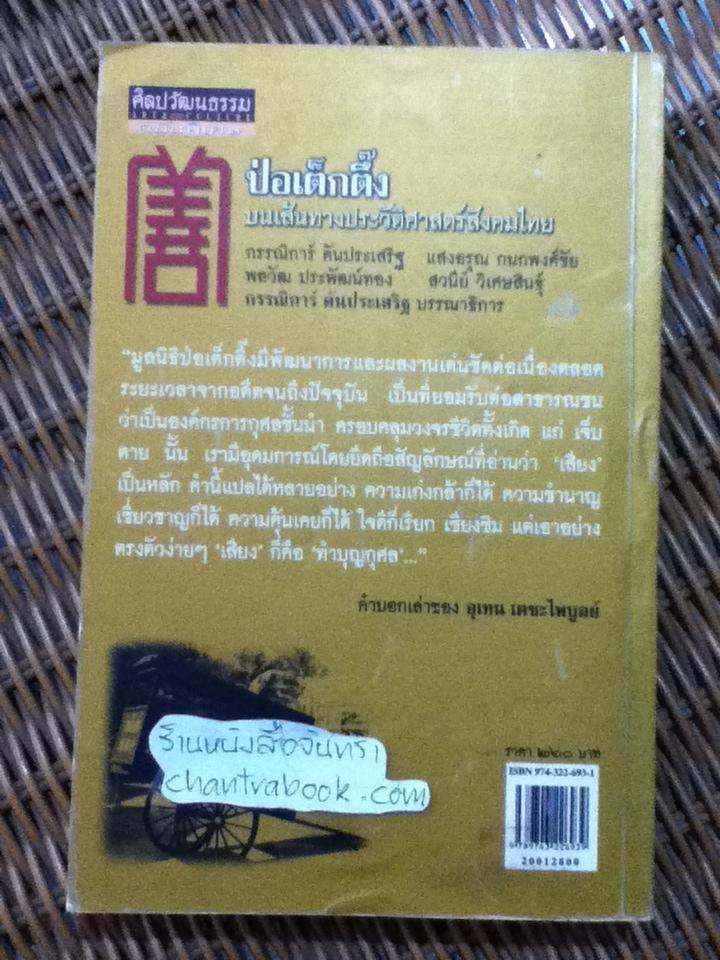 ศิลปวัฒนธรรม
ARTS & CULTURE
ฉบับพิเศษ
善
ป่อเต็กตึ๊ง
บนเส้นทางประวัติศาสตร์สังคมไทย
กรรณิการ์ ตันประเสริฐ แสงอรุณ กนกพงศ์ชัย
พลวัฒ ประพัฒน์ทอง สวนีย์ วิเศษสินธุ์
กรรณิการ์ ตันประเสริฐ บรรณาธิการ
“มูลนิธิป่อเต็กตึ๊งมีพัฒนาการและผลงานเด่นชัดต่อเนื่องตลอด
ระยะเวลาจากอดีตจนถึงปัจจุบัน เป็นที่ยอมรับต่อสาธารณชน
ว่าเป็นองค์กรการกุศลชั้นนำ ครอบคลุมวงจรชีวิตทั้งเกิด แก่ เจ็บ
ตาย นั้น เรามีอุดมการณ์โดยยึดถือสัญลักษณ์ที่อ่านว่า ‘เสี่ยง’
เป็นหลัก คำนี้แปลได้หลายอย่าง ความเก่งกล้าก็ได้ ความชำนาญ
เชี่ยวชาญก็ได้ ความคุ้นเคยก็ได้ ใจดีก็เรียก เซี่ยงซิม แต่เอาอย่าง
ตรงตัวง่ายๆ ‘เสี่ยง’ ก็คือ ‘ทำบุญกุศล’...”
คำบอกเล่าของ อุเทน เตชะไพบูลย์
ร้านหนังสือจันทรา
chantrabook.com
ราคา ๒๖๐ บาท
ISBN 974-322-693-1
9 789743 226939
20012800